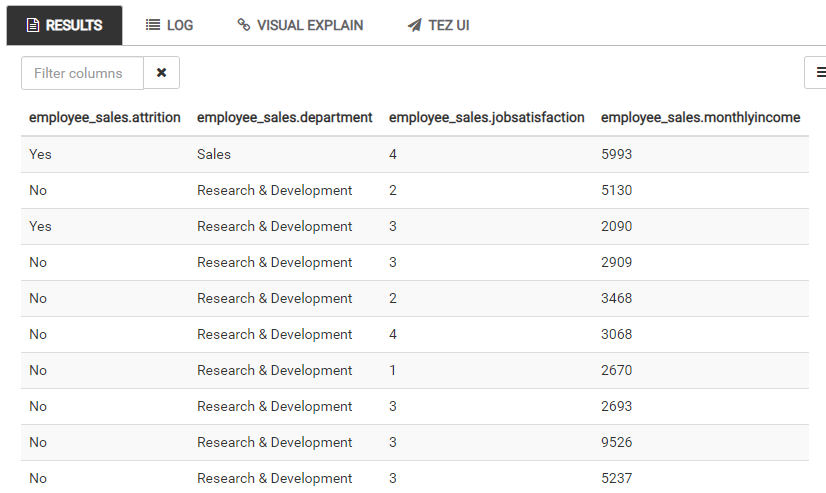 RESULTS LOG VISUAL EXPLAIN TEZ UI
Filter columns
employee_sales.attrition employee_sales.department employee_sales.jobsatisfaction employee_sales.monthlyincome
Yes Sales 4 5993
No Research & Development 2 5130
Yes Research & Development 3 2090
No Research & Development 3 2909
No Research & Development 2 3468
No Research & Development 4 3068
No Research & Development 1 2670
No Research & Development 3 2693
No Research & Development 3 9526
No Research & Development 3 5237